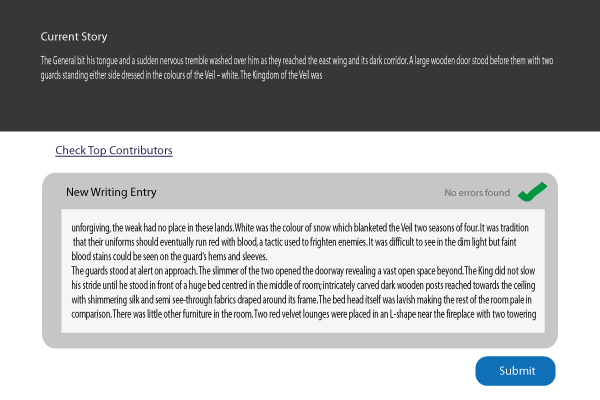 Current Story
The General bit his tongue and a sudden nervous tremble washed over him as they reached the east wing and its dark corridor. A large wooden door stood before them with two
guards standing either side dressed in the colours of the Veil – white. The Kingdom of the Veil was
Check Top Contributors
New Writing Entry
No errors found
unforgiving, the weak had no place in these lands. White was the colour of snow which blanketed the Veil two seasons of four. It was tradition
that their uniforms should eventually run red with blood, a tactic used to frighten enemies. It was difficult to see in the dim light but faint
blood stains could be seen on the guard's hems and sleeves.
The guards stood at alert on approach. The slimmer of the two opened the doorway revealing a vast open space beyond. The King did not slow
his stride until he stood in front of a huge bed centred in the middle of room; intricately carved dark wooden posts reached towards the ceiling
with shimmering silk and semi see-through fabrics draped around its frame. The bed head itself was lavish making the rest of the room pale in
comparison. There was little other furniture in the room. Two red velvet lounges were placed in an L-shape near the fireplace with two towering
Submit